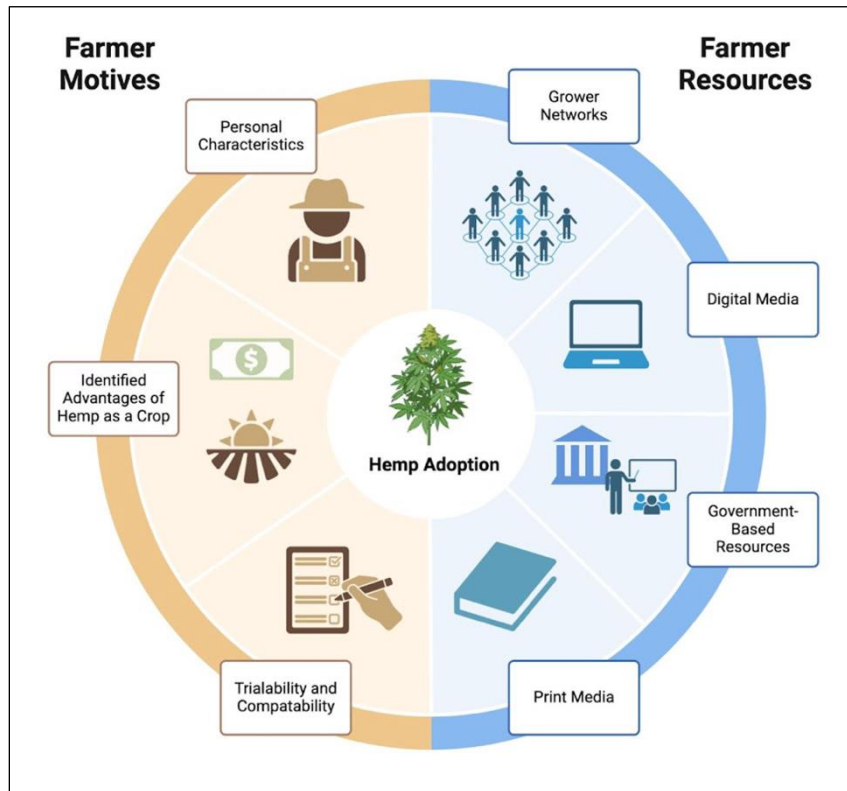 Farmer
Motives
Farmer
Resources
Personal
Characteristics
Grower
Networks
Digital Media
Identified
Advantages of
Hemp as a Crop
$
Hemp Adoption
Government-
Based
Resources
Trialability and
Compatability
Print Media